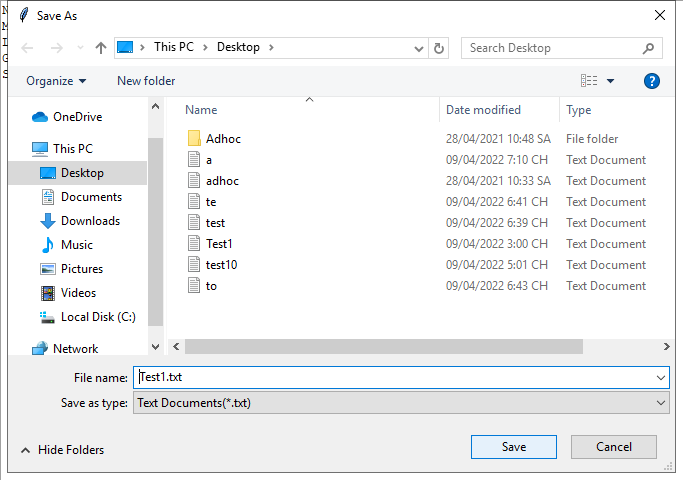 Save As
This PC > Desktop >
Search Desktop
Organize
New folder
Name
Date modified
Type
OneDrive
This PC
Desktop
Documents
Downloads
Music
Pictures
Videos
Local Disk (C:)
Network
Adhoc 28/04/2021 10:48 SA File folder
a 09/04/2022 7:10 CH Text Document
adhoc 28/04/2021 10:33 SA Text Document
te 09/04/2022 6:41 CH Text Document
test 09/04/2022 6:39 CH Text Document
Test1 09/04/2022 3:00 CH Text Document
test10 09/04/2022 5:01 CH Text Document
to 09/04/2022 6:43 CH Text Document
File name: Test1.txt
Save as type: Text Documents(*.txt)
Hide Folders
Save
Cancel